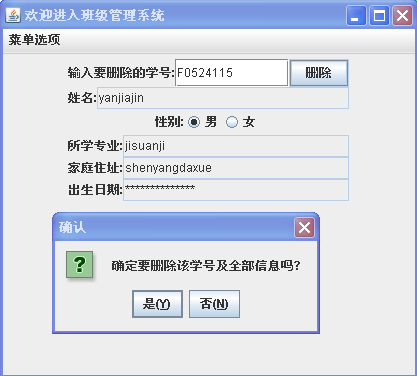 欢迎进入班级管理系统
菜单选项
输入要删除的学号:F0524115 删除
姓名:yanjiajin
性别: 男 女
所学专业:jisuanji
家庭住址:shenyangdaxue
出生日期:**************
确认
?
确定要删除该学号及全部信息吗?
是(Y) 否(N)